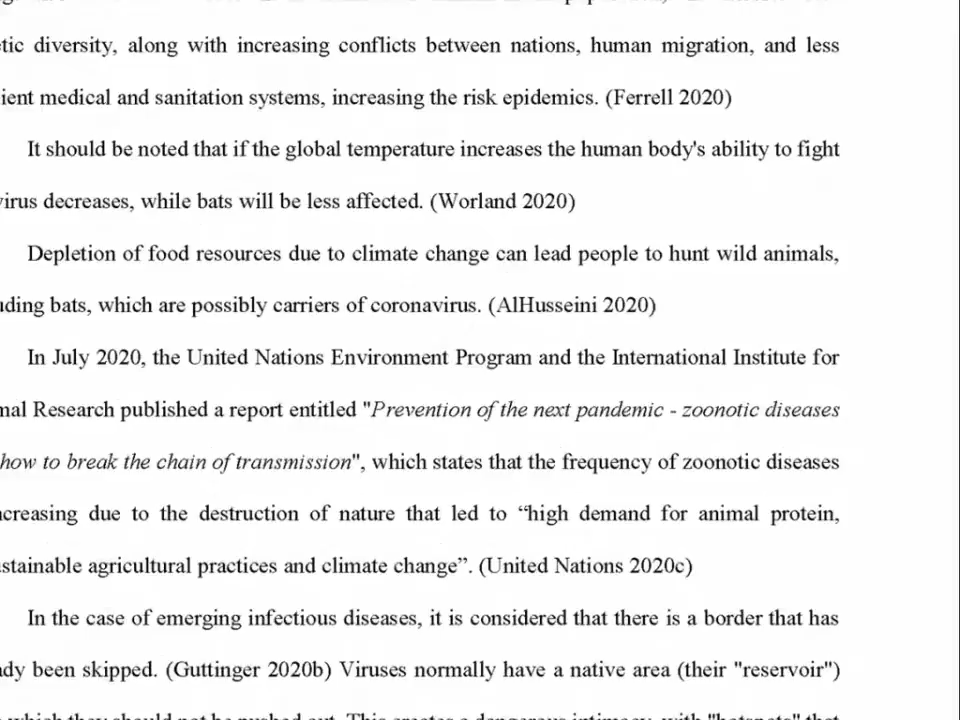 diversity, along with increasing conflicts between nations, human migration, and less
medical and sanitation systems, increasing the risk epidemics. (Ferrell 2020)
It should be noted that if the global temperature increases the human body's ability to fight
virus decreases, while bats will be less affected. (Worland 2020)
Depletion of food resources due to climate change can lead people to hunt wild animals,
bats, which are possibly carriers of coronavirus. (AlHusseini 2020)
In July 2020, the United Nations Environment Program and the International Institute for
Research published a report entitled "Prevention of the next pandemic - zoonotic diseases
how to break the chain of transmission", which states that the frequency of zoonotic diseases
due to the destruction of nature that led to “high demand for animal protein,
agricultural practices and climate change”. (United Nations 2020c)
In the case of emerging infectious diseases, it is considered that there is a border that has
been skipped. (Guttinger 2020b) Viruses normally have a native area (their "reservoir")